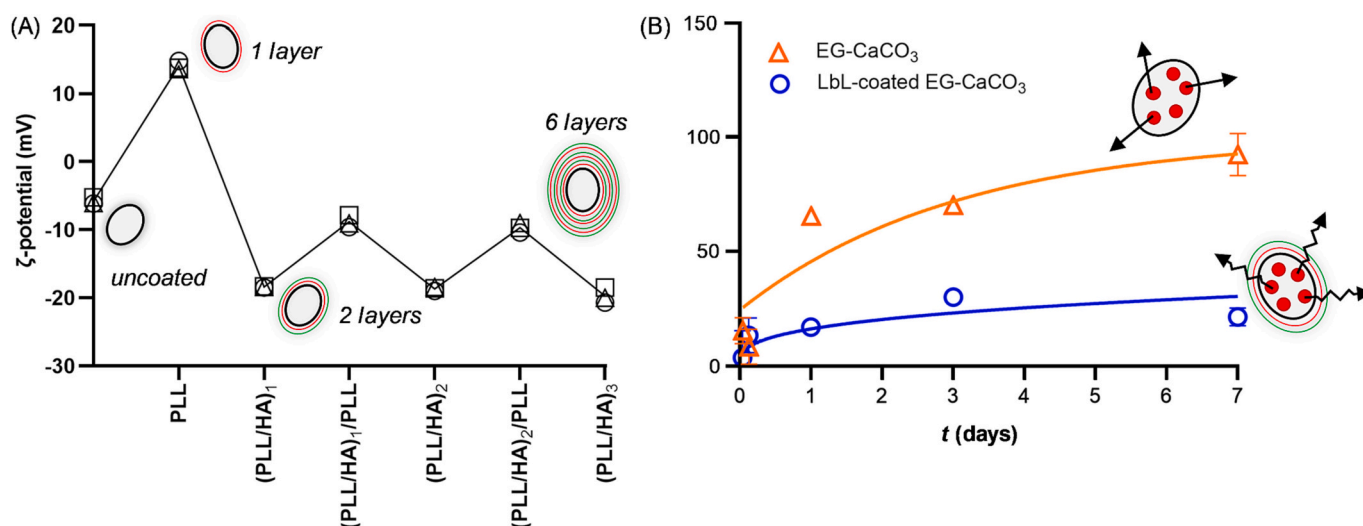 (A)
ζ-potential (mV)
20
10
0
-10
-20
-30
1 layer
uncoated
2 layers
6 layers
PLL
(PLL/HA)1
(PLL/HA)1/PLL
(PLL/HA)2
(PLL/HA)2/PLL
(PLL/HA)3
(B)
150
100
50
0
EG-CaCO3
LbL-coated EG-CaCO3
0 1 2 3 4 5 6 7
t (days)